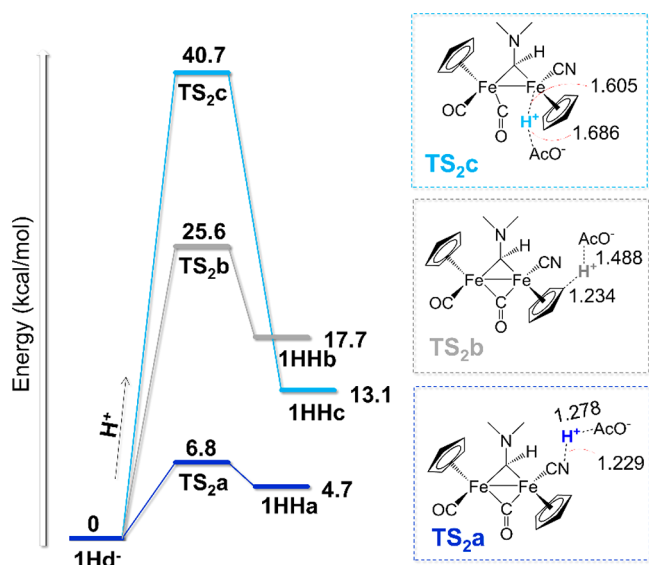 Energy (kcal/mol)
40.7
TS₂c
25.6
TS₂b
17.7
1HHb
13.1
1HHc
H⁺
6.8
TS₂a
4.7
1HHa
0
1Hd⁻
N
H
Fe
Fe
CN
OC
C
O
H⁺
1.605
1.686
AcO⁻
TS₂c
N
H
AcO⁻
H⁺
1.488
Fe
Fe
CN
OC
C
O
1.234
TS₂b
N
H
1.278
H⁺
AcO⁻
CN
1.229
Fe
Fe
OC
C
O
TS₂a